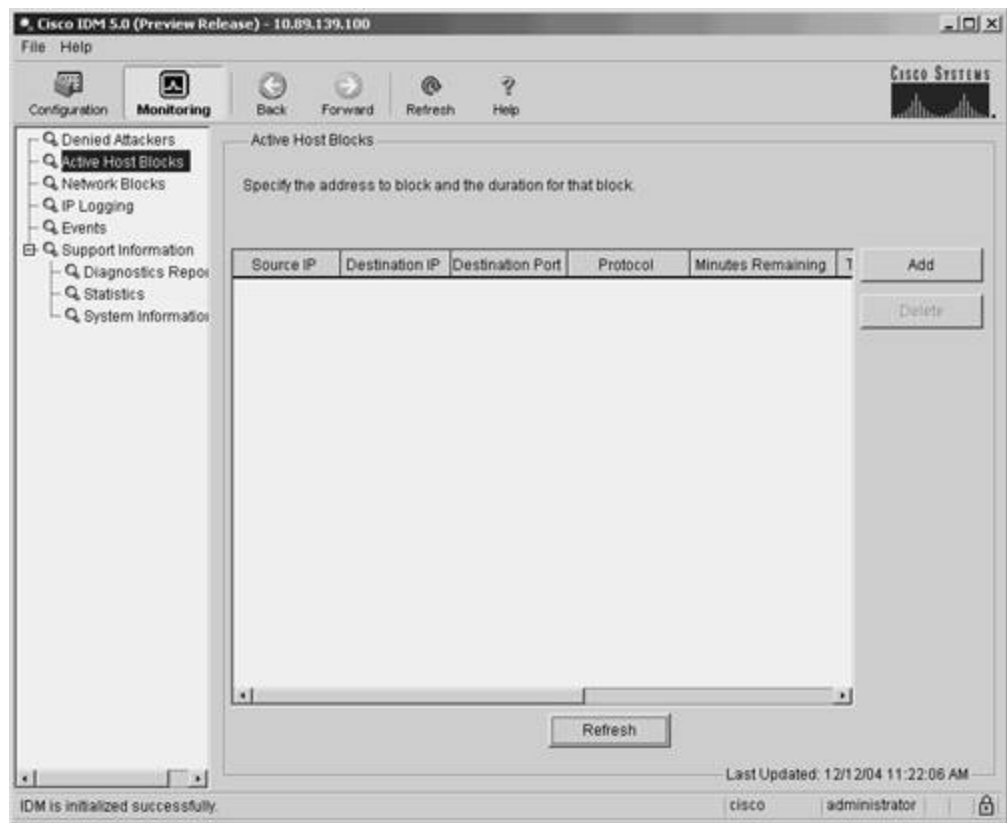 Cisco IDM 5.0 (Preview Release) - 10.89.139.100
File Help
Configuration Monitoring Back Forward Refresh Help
CISCO SYSTEMS
Denied Attackers
Active Host Blocks
Network Blocks
IP Logging
Events
Support Information
Diagnostics Repo
Statistics
System Informatio
Active Host Blocks
Specify the address to block and the duration for that block.
Source IP Destination IP Destination Port Protocol Minutes Remaining T
Add
Delete
Refresh
Last Updated: 12/12/04 11:22:06 AM
IDM is initialized successfully. cisco administrator